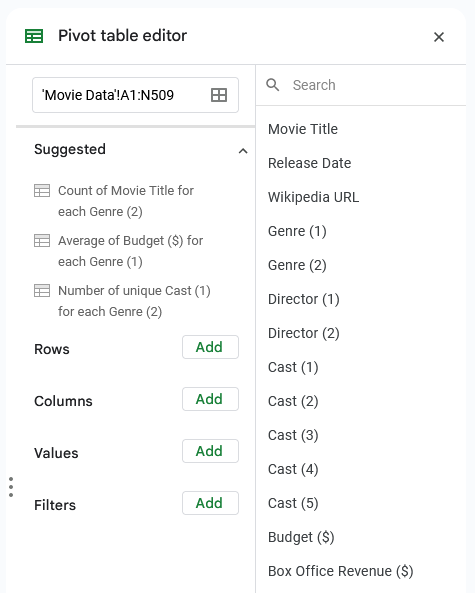 Pivot table editor
'Movie Data'!A1:N509
Suggested
Count of Movie Title for
each Genre (2)
Average of Budget ($) for
each Genre (1)
Number of unique Cast (1)
for each Genre (2)
Rows
Add
Columns
Add
Values
Add
Filters
Add
Search
Movie Title
Release Date
Wikipedia URL
Genre (1)
Genre (2)
Director (1)
Director (2)
Cast (1)
Cast (2)
Cast (3)
Cast (4)
Cast (5)
Budget ($)
Box Office Revenue ($)